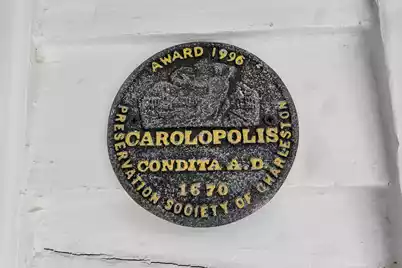 AWARD 1996
CAROLOPOLIS
CONDITA A.D.
1670
PRESERVATION SOCIETY OF CHARLESTON